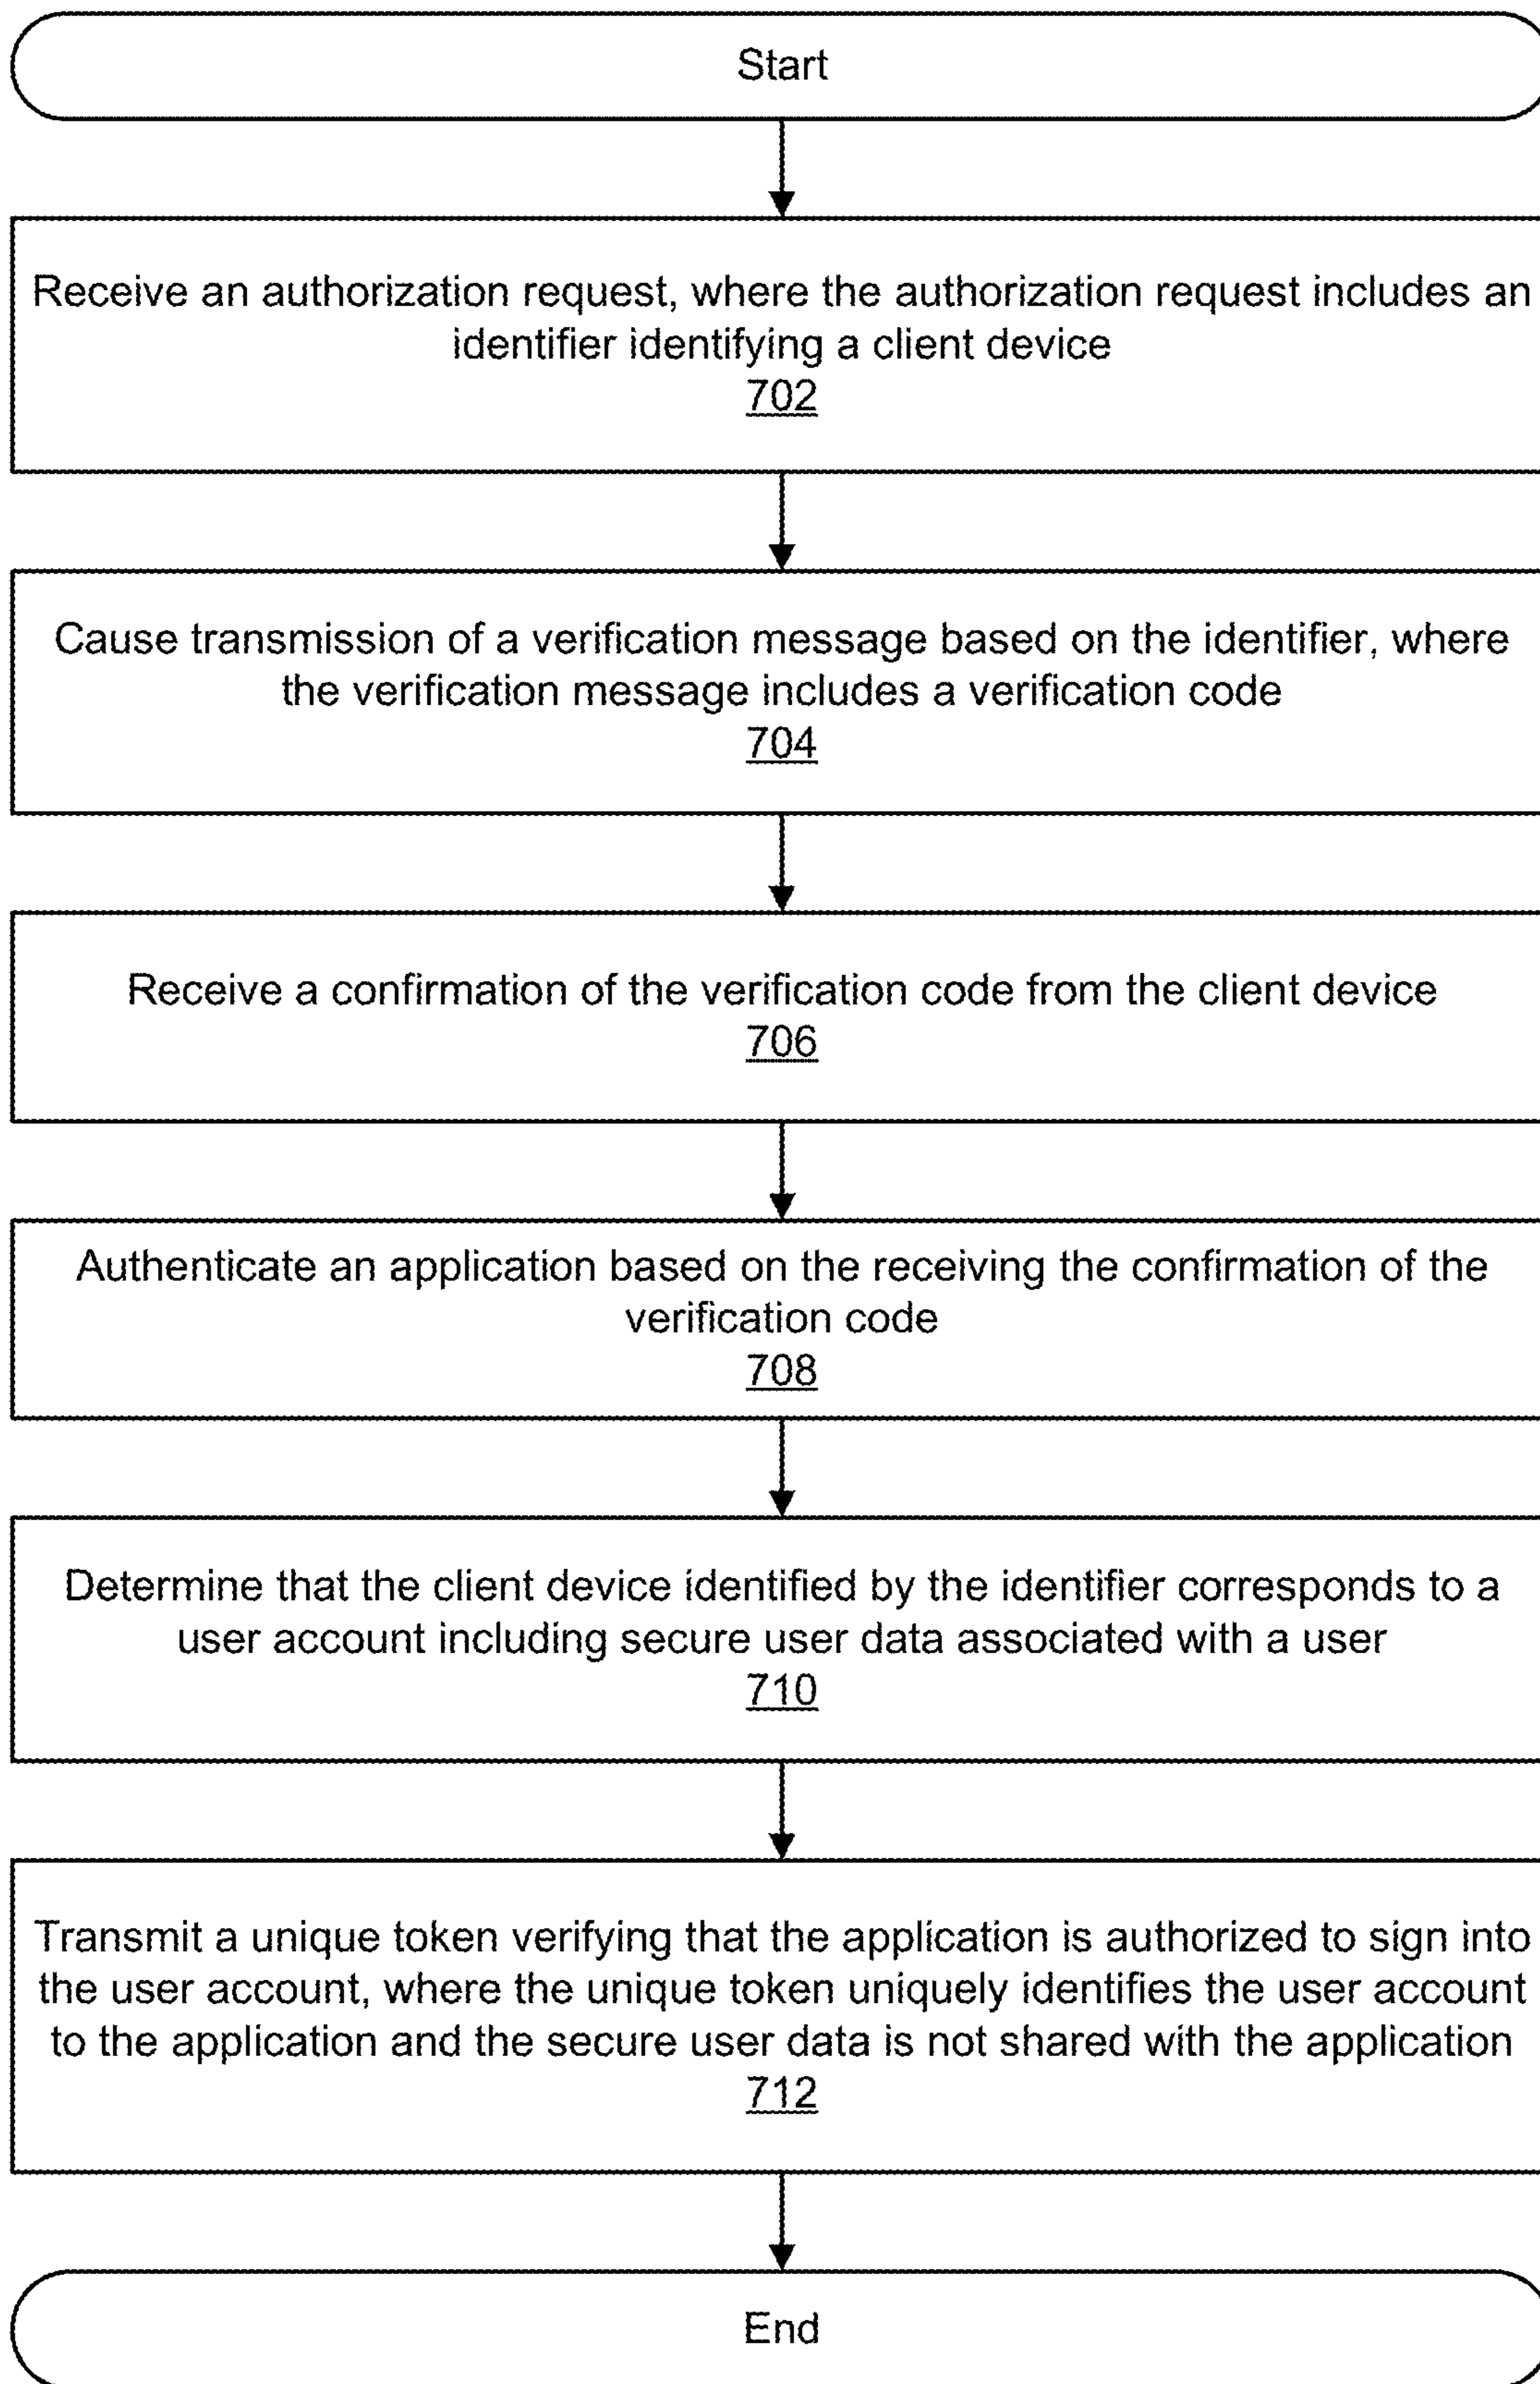 Start
Receive an authorization request, where the authorization request includes an
identifier identifying a client device
702
Cause transmission of a verification message based on the identifier, where
the verification message includes a verification code
704
Receive a confirmation of the verification code from the client device
706
Authenticate an application based on the receiving the confirmation of the
verification code
708
Determine that the client device identified by the identifier corresponds to a
user account including secure user data associated with a user
710
Transmit a unique token verifying that the application is authorized to sign into
the user account, where the unique token uniquely identifies the user account
to the application and the secure user data is not shared with the application
712
End